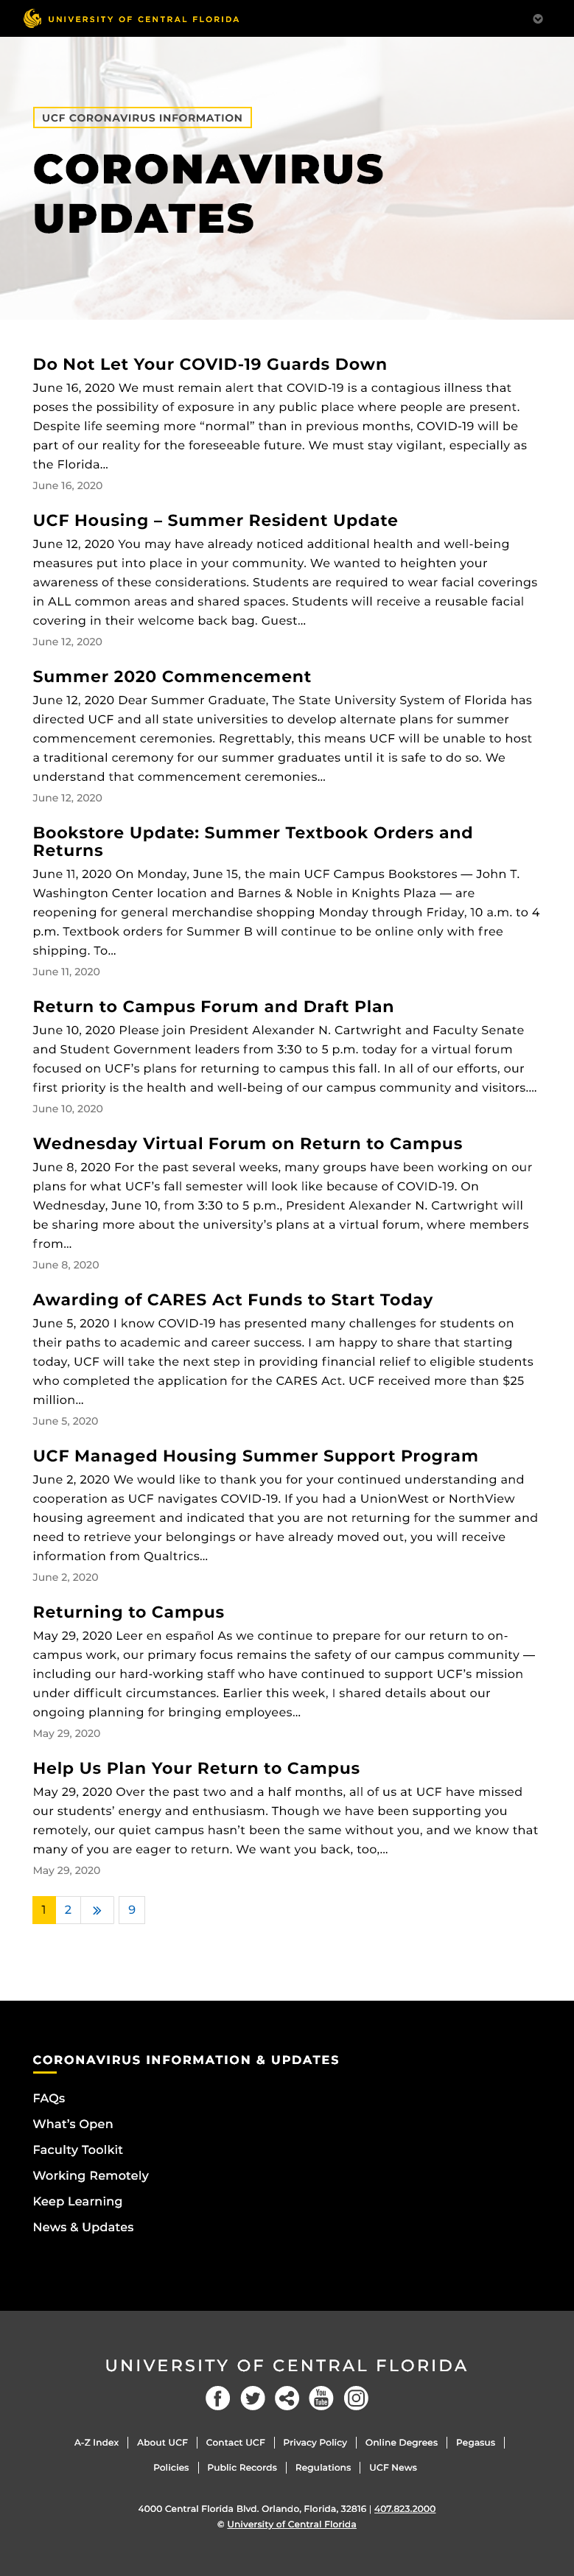 UNIVERSITY OF CENTRAL FLORIDA
UCF CORONAVIRUS INFORMATION
CORONAVIRUS
UPDATES
Do Not Let Your COVID-19 Guards Down
June 16, 2020 We must remain alert that COVID-19 is a contagious illness that
poses the possibility of exposure in any public place where people are present.
Despite life seeming more “normal” than in previous months, COVID-19 will be
part of our reality for the foreseeable future. We must stay vigilant, especially as
the Florida…
June 16, 2020
UCF Housing – Summer Resident Update
June 12, 2020 You may have already noticed additional health and well-being
measures put into place in your community. We wanted to heighten your
awareness of these considerations. Students are required to wear facial coverings
in ALL common areas and shared spaces. Students will receive a reusable facial
covering in their welcome back bag. Guest…
June 12, 2020
Summer 2020 Commencement
June 12, 2020 Dear Summer Graduate, The State University System of Florida has
directed UCF and all state universities to develop alternate plans for summer
commencement ceremonies. Regrettably, this means UCF will be unable to host
a traditional ceremony for our summer graduates until it is safe to do so. We
understand that commencement ceremonies…
June 12, 2020
Bookstore Update: Summer Textbook Orders and
Returns
June 11, 2020 On Monday, June 15, the main UCF Campus Bookstores — John T.
Washington Center location and Barnes & Noble in Knights Plaza — are
reopening for general merchandise shopping Monday through Friday, 10 a.m. to 4
p.m. Textbook orders for Summer B will continue to be online only with free
shipping. To…
June 11, 2020
Return to Campus Forum and Draft Plan
June 10, 2020 Please join President Alexander N. Cartwright and Faculty Senate
and Student Government leaders from 3:30 to 5 p.m. today for a virtual forum
focused on UCF’s plans for returning to campus this fall. In all of our efforts, our
first priority is the health and well-being of our campus community and visitors.…
June 10, 2020
Wednesday Virtual Forum on Return to Campus
June 8, 2020 For the past several weeks, many groups have been working on our
plans for what UCF’s fall semester will look like because of COVID-19. On
Wednesday, June 10, from 3:30 to 5 p.m., President Alexander N. Cartwright will
be sharing more about the university’s plans at a virtual forum, where members
from…
June 8, 2020
Awarding of CARES Act Funds to Start Today
June 5, 2020 I know COVID-19 has presented many challenges for students on
their paths to academic and career success. I am happy to share that starting
today, UCF will take the next step in providing financial relief to eligible students
who completed the application for the CARES Act. UCF received more than $25
million…
June 5, 2020
UCF Managed Housing Summer Support Program
June 2, 2020 We would like to thank you for your continued understanding and
cooperation as UCF navigates COVID-19. If you had a UnionWest or NorthView
housing agreement and indicated that you are not returning for the summer and
need to retrieve your belongings or have already moved out, you will receive
information from Qualtrics…
June 2, 2020
Returning to Campus
May 29, 2020 Leer en español As we continue to prepare for our return to on-
campus work, our primary focus remains the safety of our campus community —
including our hard-working staff who have continued to support UCF’s mission
under difficult circumstances. Earlier this week, I shared details about our
ongoing planning for bringing employees…
May 29, 2020
Help Us Plan Your Return to Campus
May 29, 2020 Over the past two and a half months, all of us at UCF have missed
our students’ energy and enthusiasm. Though we have been supporting you
remotely, our quiet campus hasn’t been the same without you, and we know that
many of you are eager to return. We want you back, too,…
May 29, 2020
1 2 » 9
CORONAVIRUS INFORMATION & UPDATES
FAQs
What’s Open
Faculty Toolkit
Working Remotely
Keep Learning
News & Updates
UNIVERSITY OF CENTRAL FLORIDA
You Tube
A-Z Index | About UCF | Contact UCF | Privacy Policy | Online Degrees | Pegasus |
Policies | Public Records | Regulations | UCF News
4000 Central Florida Blvd. Orlando, Florida, 32816 | 407.823.2000
© University of Central Florida